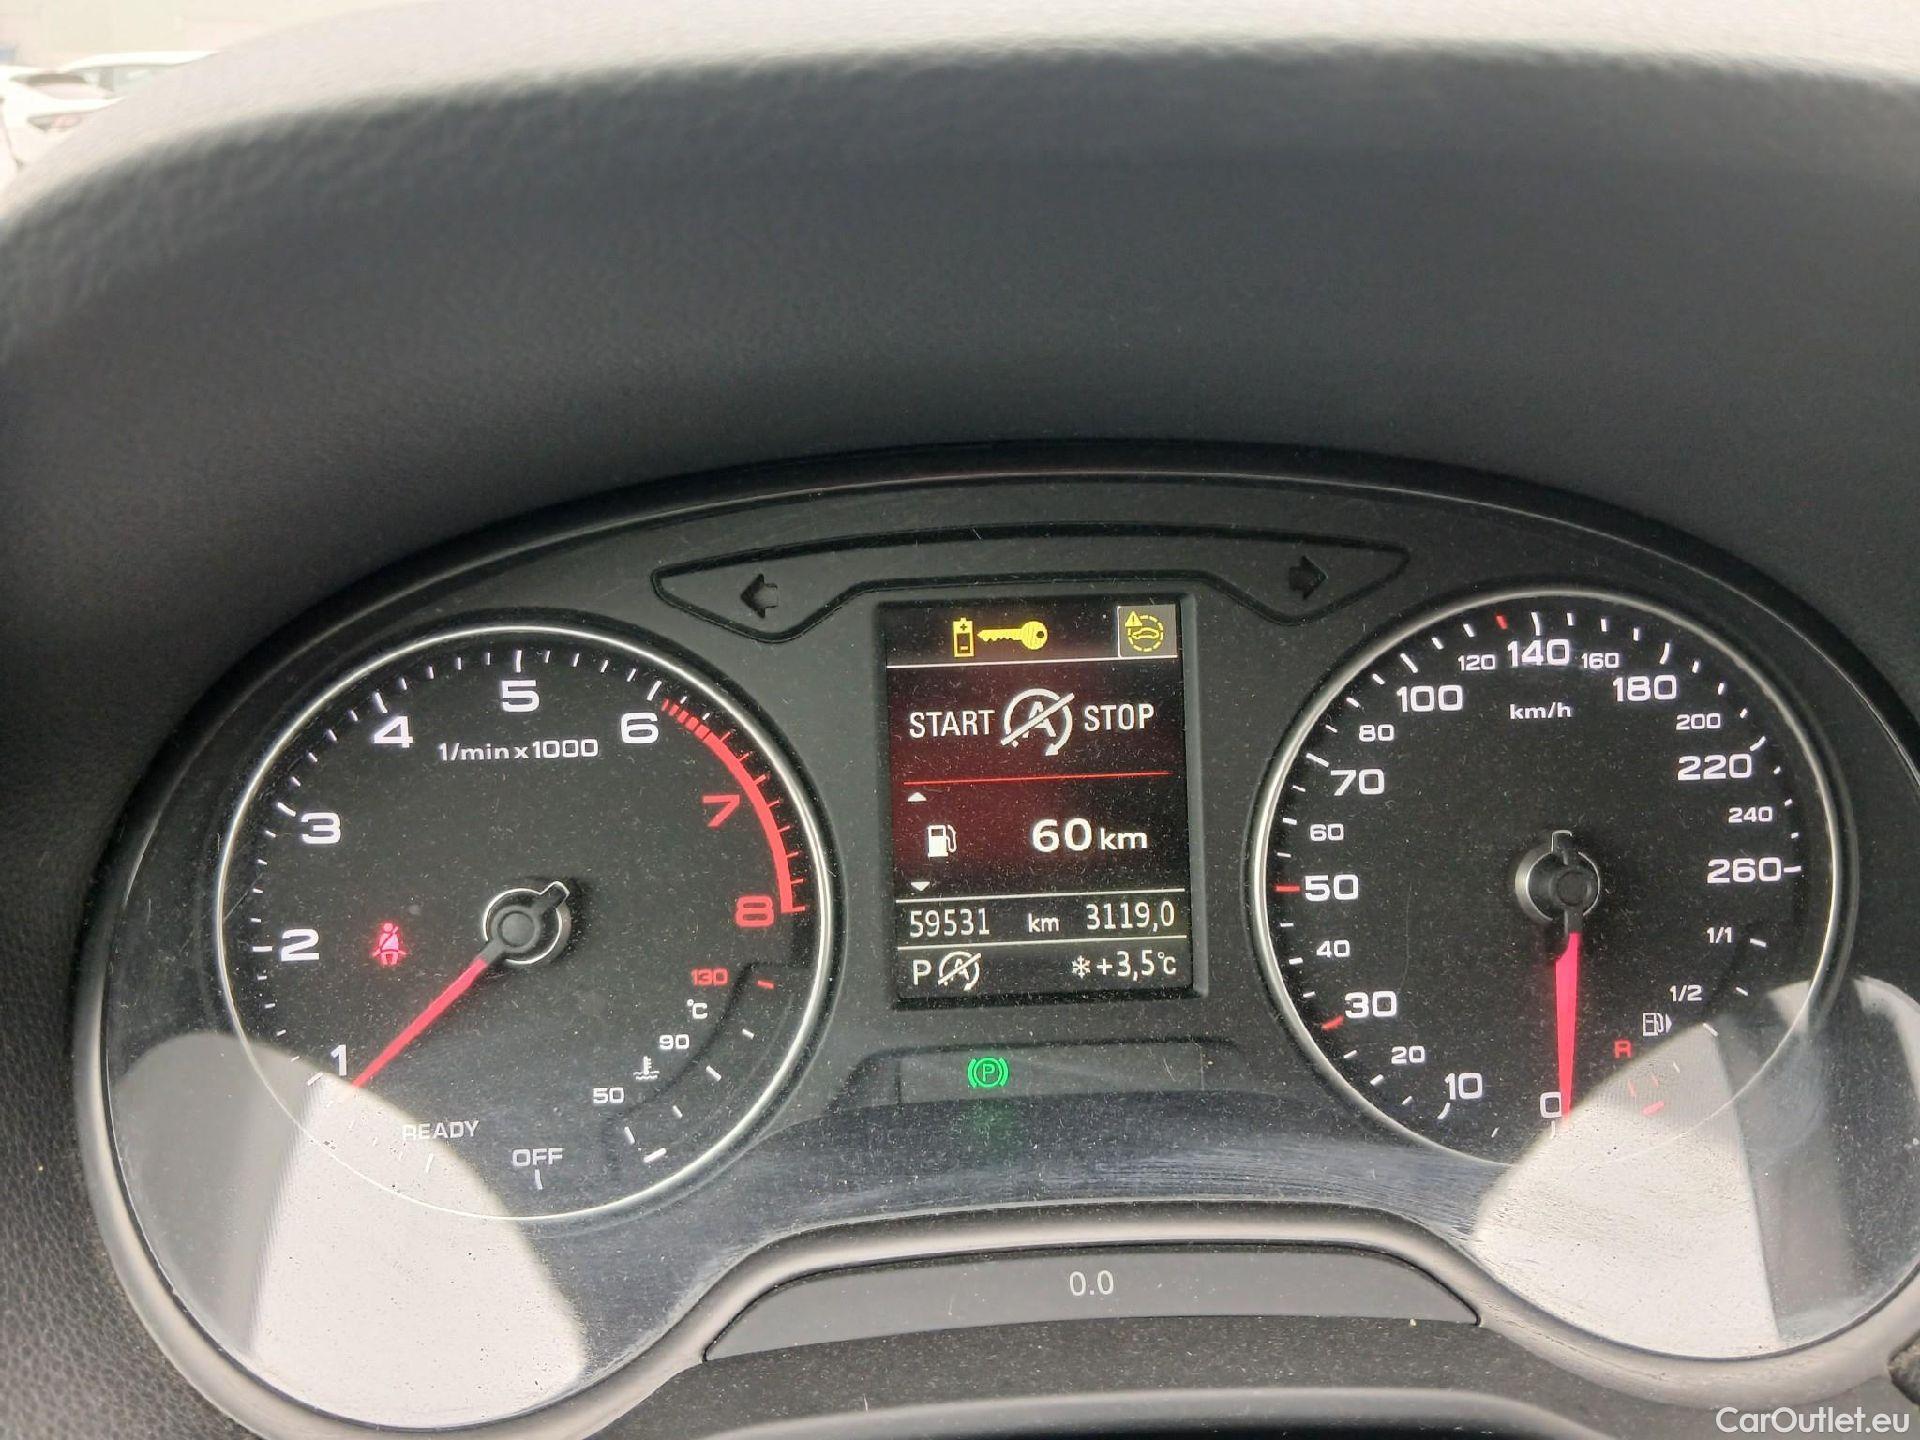 START A STOP
60 km
59531 km 3119,0
P A +3,5°C
P
1/min x 1000
1
2
3
4
5
6
7
8
READY
OFF
50
90
°C
130
km/h
0
10
20
30
40
50
60
70
80
100
120
140
160
180
200
220
240
260
1/1
1/2
R
0.0
CarOutlet.eu